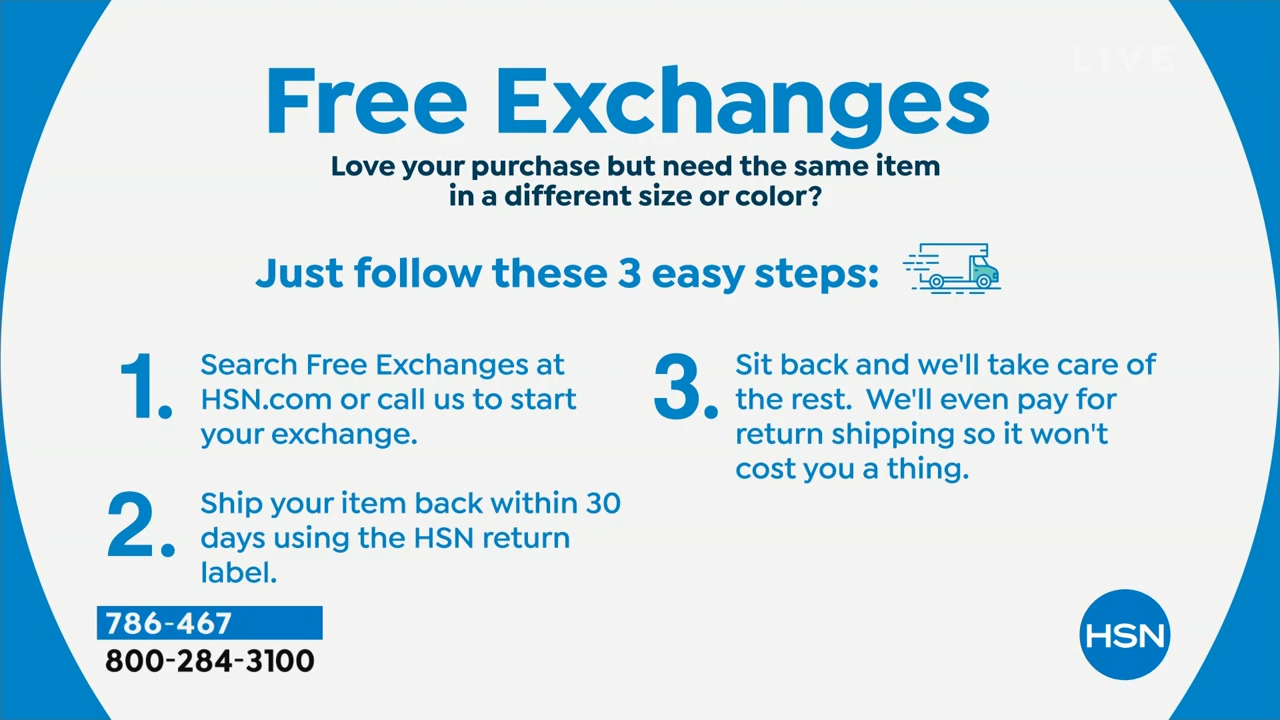 LIVE
Free Exchanges
Love your purchase but need the same item
in a different size or color?
Just follow these 3 easy steps:
1. Search Free Exchanges at
HSN.com or call us to start
your exchange.
2. Ship your item back within 30
days using the HSN return
label.
3. Sit back and we'll take care of
the rest. We'll even pay for
return shipping so it won't
cost you a thing.
786-467
800-284-3100
HSN